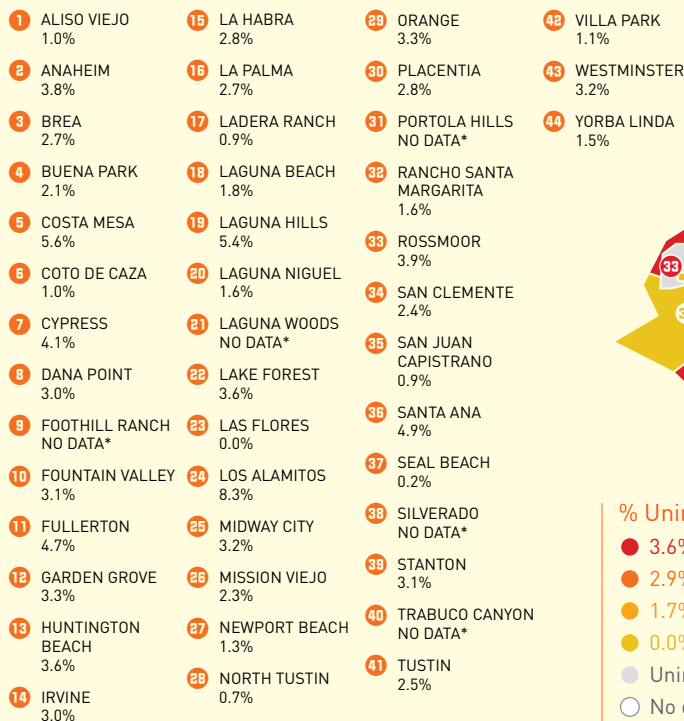 1 ALISO VIEJO
1.0%
2 ANAHEIM
3.8%
3 BREA
2.7%
4 BUENA PARK
2.1%
5 COSTA MESA
5.6%
6 COTO DE CAZA
1.0%
7 CYPRESS
4.1%
8 DANA POINT
3.0%
9 FOOTHILL RANCH
NO DATA*
10 FOUNTAIN VALLEY
3.1%
11 FULLERTON
4.7%
12 GARDEN GROVE
3.3%
13 HUNTINGTON
BEACH
3.6%
14 IRVINE
3.0%
15 LA HABRA
2.8%
16 LA PALMA
2.7%
17 LADERA RANCH
0.9%
18 LAGUNA BEACH
1.8%
19 LAGUNA HILLS
5.4%
20 LAGUNA NIGUEL
1.6%
21 LAGUNA WOODS
NO DATA*
22 LAKE FOREST
3.6%
23 LAS FLORES
0.0%
24 LOS ALAMITOS
8.3%
25 MIDWAY CITY
3.2%
26 MISSION VIEJO
2.3%
27 NEWPORT BEACH
1.3%
28 NORTH TUSTIN
0.7%
29 ORANGE
3.3%
30 PLACENTIA
2.8%
31 PORTOLA HILLS
NO DATA*
32 RANCHO SANTA
MARGARITA
1.6%
33 ROSSMOOR
3.9%
34 SAN CLEMENTE
2.4%
35 SAN JUAN
CAPISTRANO
0.9%
36 SANTA ANA
4.9%
37 SEAL BEACH
0.2%
38 SILVERADO
NO DATA*
39 STANTON
3.1%
40 TRABUCO CANYON
NO DATA*
41 TUSTIN
2.5%
42 VILLA PARK
1.1%
43 WESTMINSTER
3.2%
44 YORBA LINDA
1.5%
33
%
3.6%
2.9%
1.7%
0.0%
No